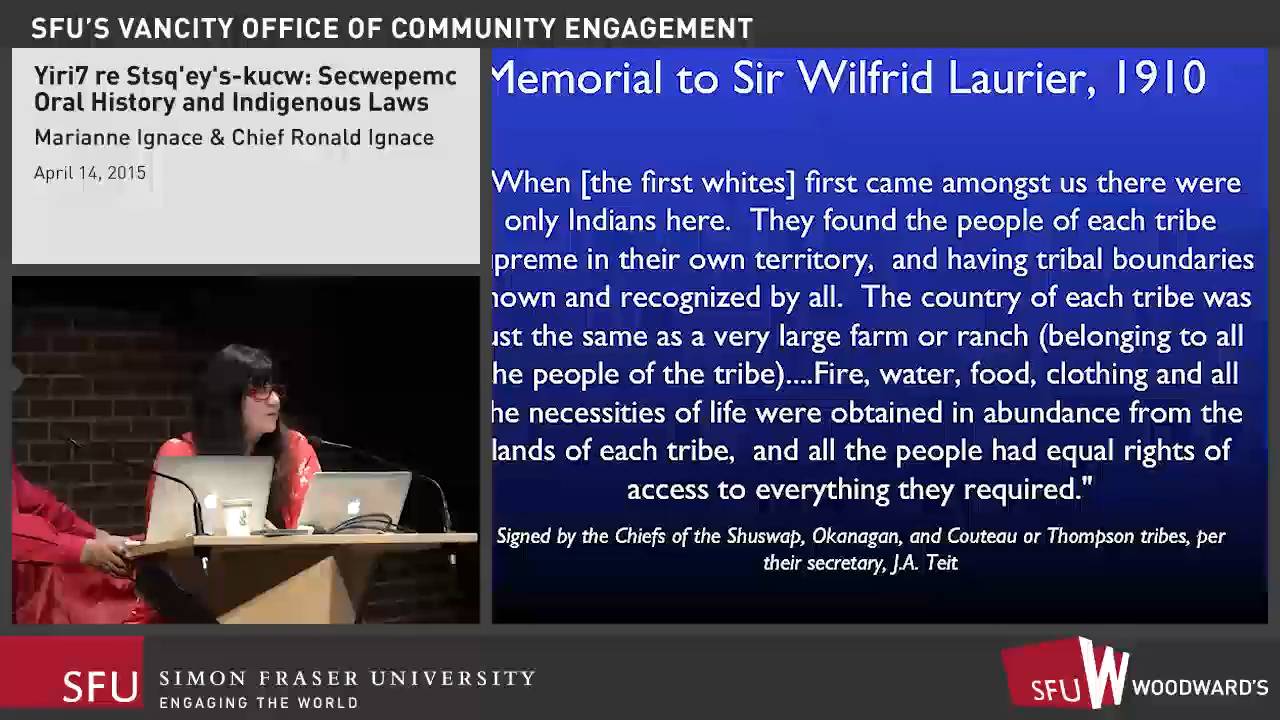 SFU'S VANCITY OFFICE OF COMMUNITY ENGAGEMENT
Yiri7 re Stsq'ey's-kucw: Secwepemc
Oral History and Indigenous Laws
Marianne Ignace & Chief Ronald Ignace
April 14, 2015
Memorial to Sir Wilfrid Laurier, 1910
When [the first whites] first came amongst us there were
only Indians here. They found the people of each tribe
preme in their own territory, and having tribal boundaries
nown and recognized by all. The country of each tribe was
ust the same as a very large farm or ranch (belonging to all
he people of the tribe)....Fire, water, food, clothing and all
he necessities of life were obtained in abundance from the
lands of each tribe, and all the people had equal rights of
access to everything they required."
Signed by the Chiefs of the Shuswap, Okanagan, and Couteau or Thompson tribes, per
their secretary, J.A. Teit
SFU SIMON FRASER UNIVERSITY
ENGAGING THE WORLD
SFU W WOODWARD'S